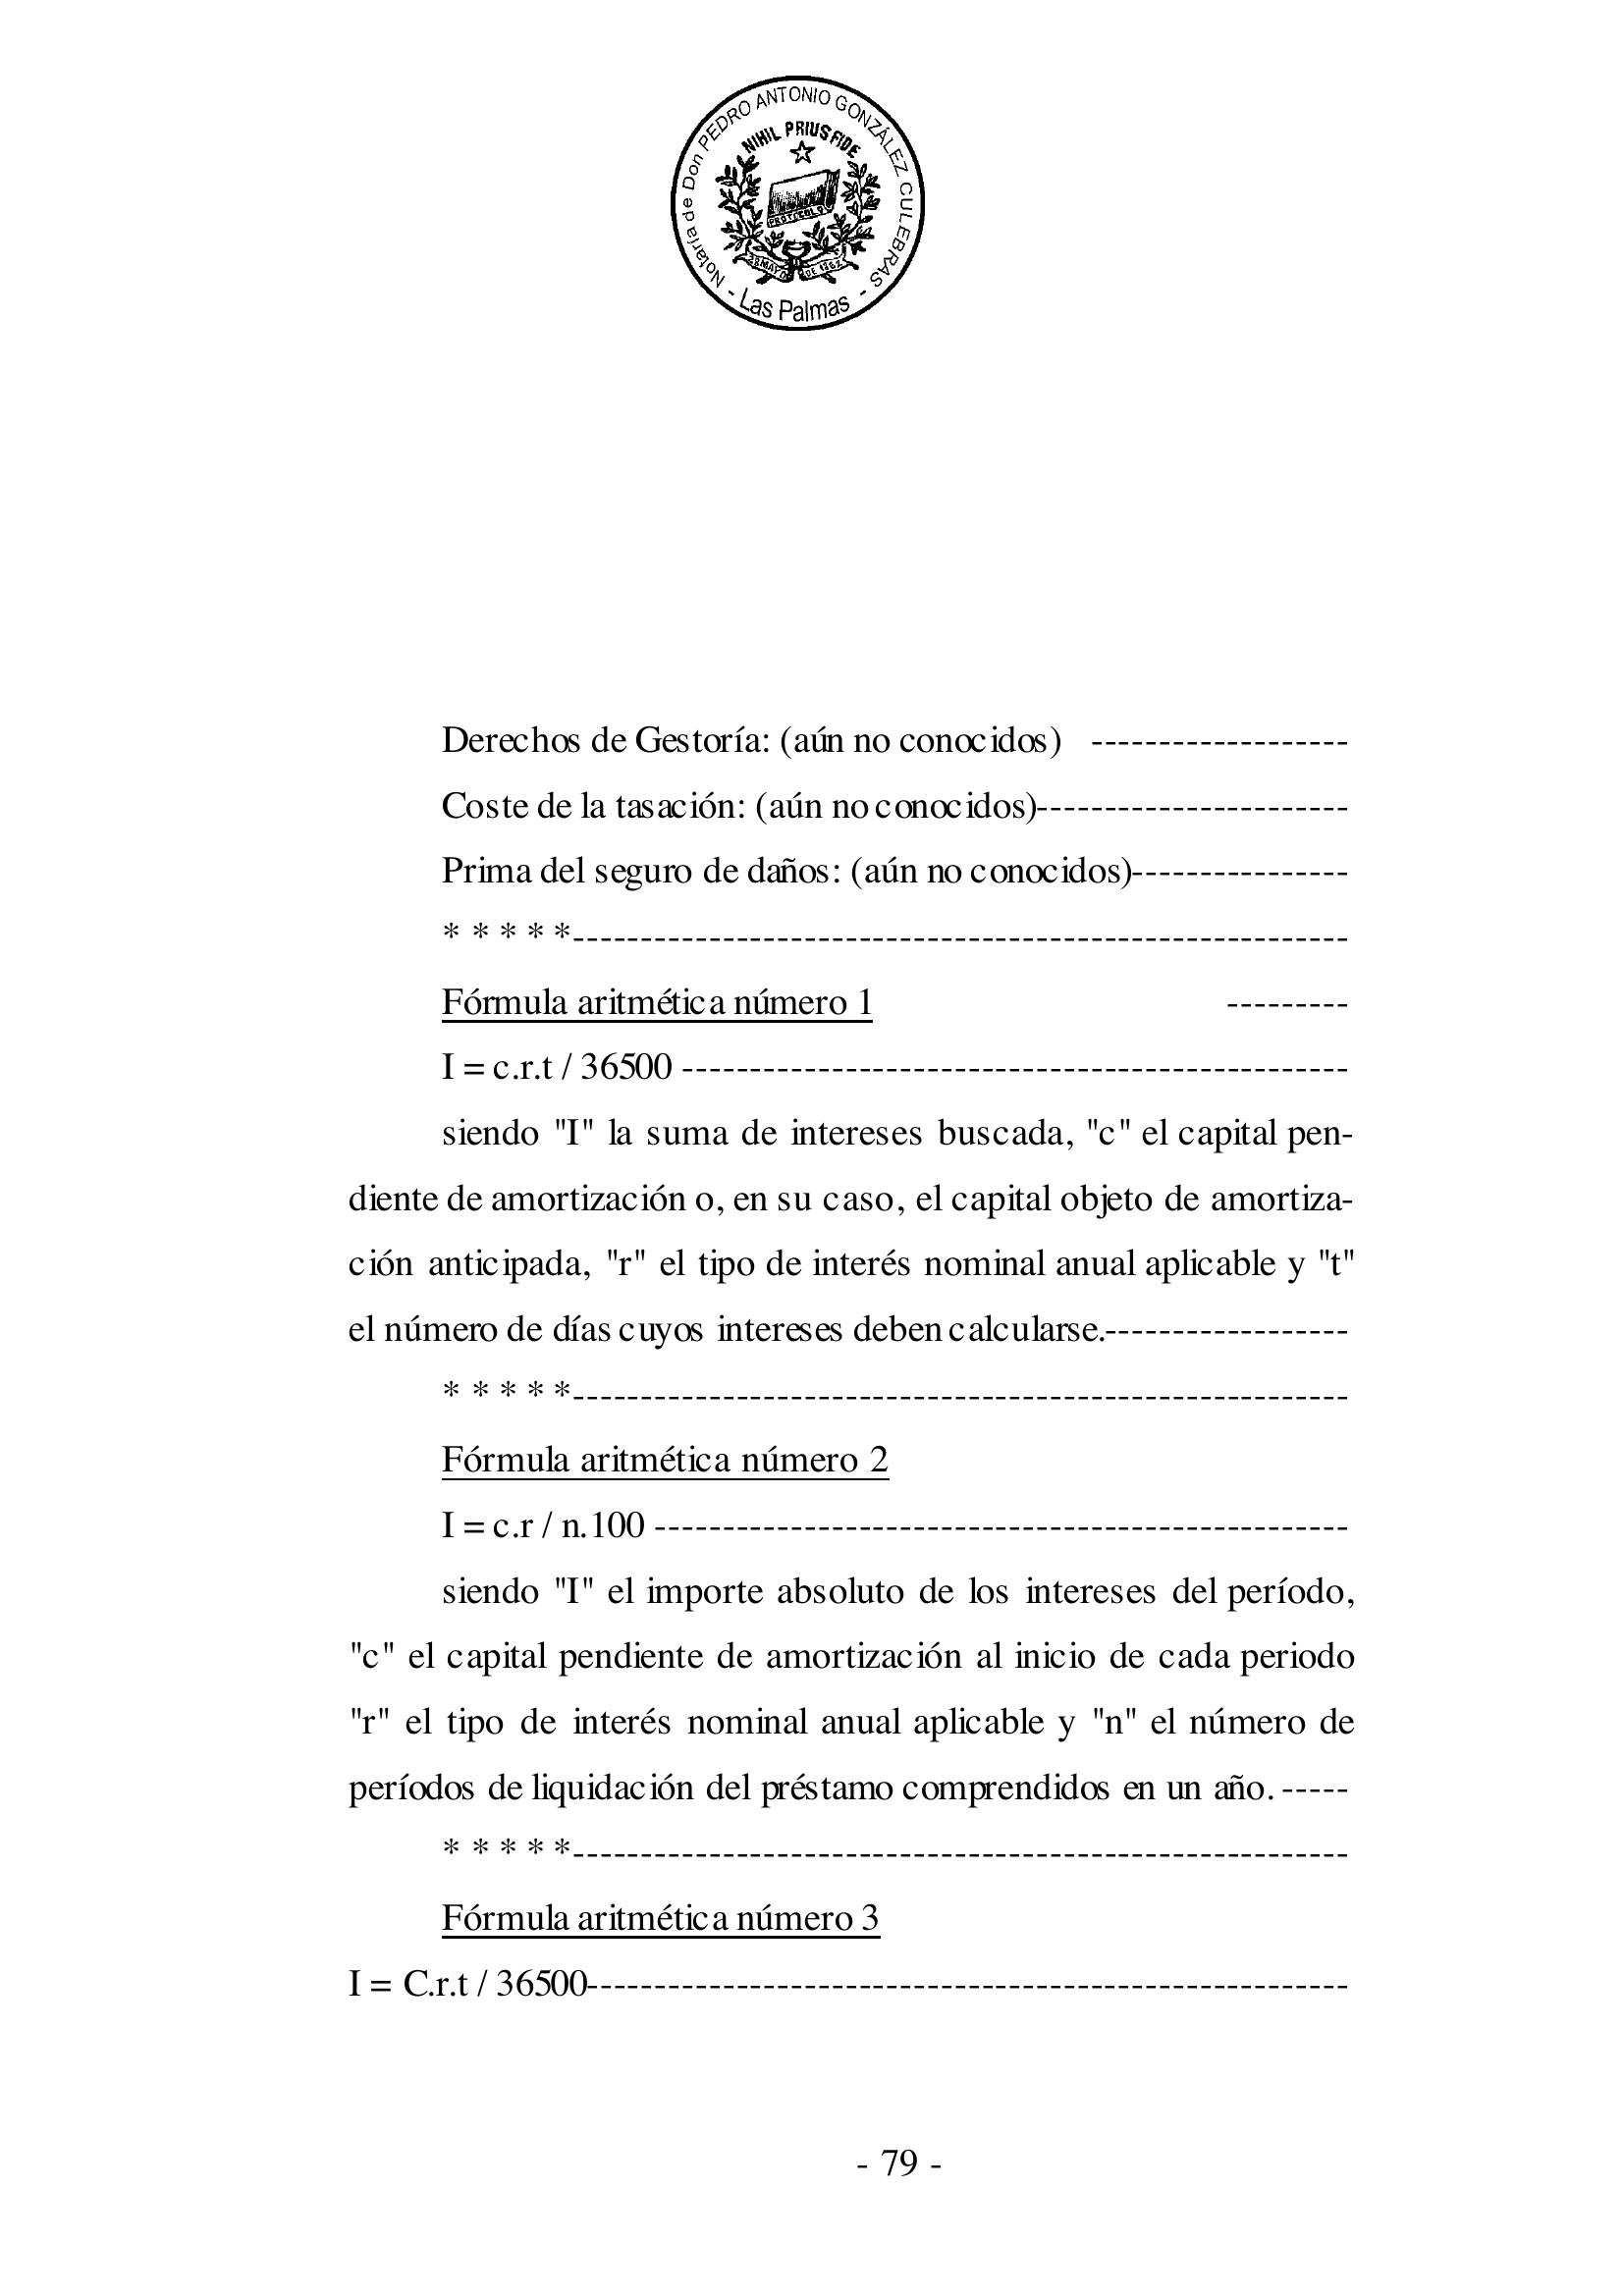 Notaría de Don PEDRO ANTONIO GONZÁLEZ CULEBRAS
NIHIL PRIUS FIDE
PROTOCOLO
28 MAYO DE 1862
- Las Palmas -
Derechos de Gestoría: (aún no conocidos) -------------------
Coste de la tasación: (aún no conocidos)-----------------------
Prima del seguro de daños: (aún no conocidos)----------------
* * * * *---------------------------------------------------------
Fórmula aritmética número 1 ---------
I = c.r.t / 36500 -------------------------------------------------
siendo "I" la suma de intereses buscada, "c" el capital pen-
diente de amortización o, en su caso, el capital objeto de amortiza-
ción anticipada, "r" el tipo de interés nominal anual aplicable y "t"
el número de días cuyos intereses deben calcularse.------------------
* * * * *---------------------------------------------------------
Fórmula aritmética número 2
I = c.r / n.100 ---------------------------------------------------
siendo "I" el importe absoluto de los intereses del período,
"c" el capital pendiente de amortización al inicio de cada periodo
"r" el tipo de interés nominal anual aplicable y "n" el número de
períodos de liquidación del préstamo comprendidos en un año. -----
* * * * *---------------------------------------------------------
Fórmula aritmética número 3
I = C.r.t / 36500--------------------------------------------------------
- 79 -